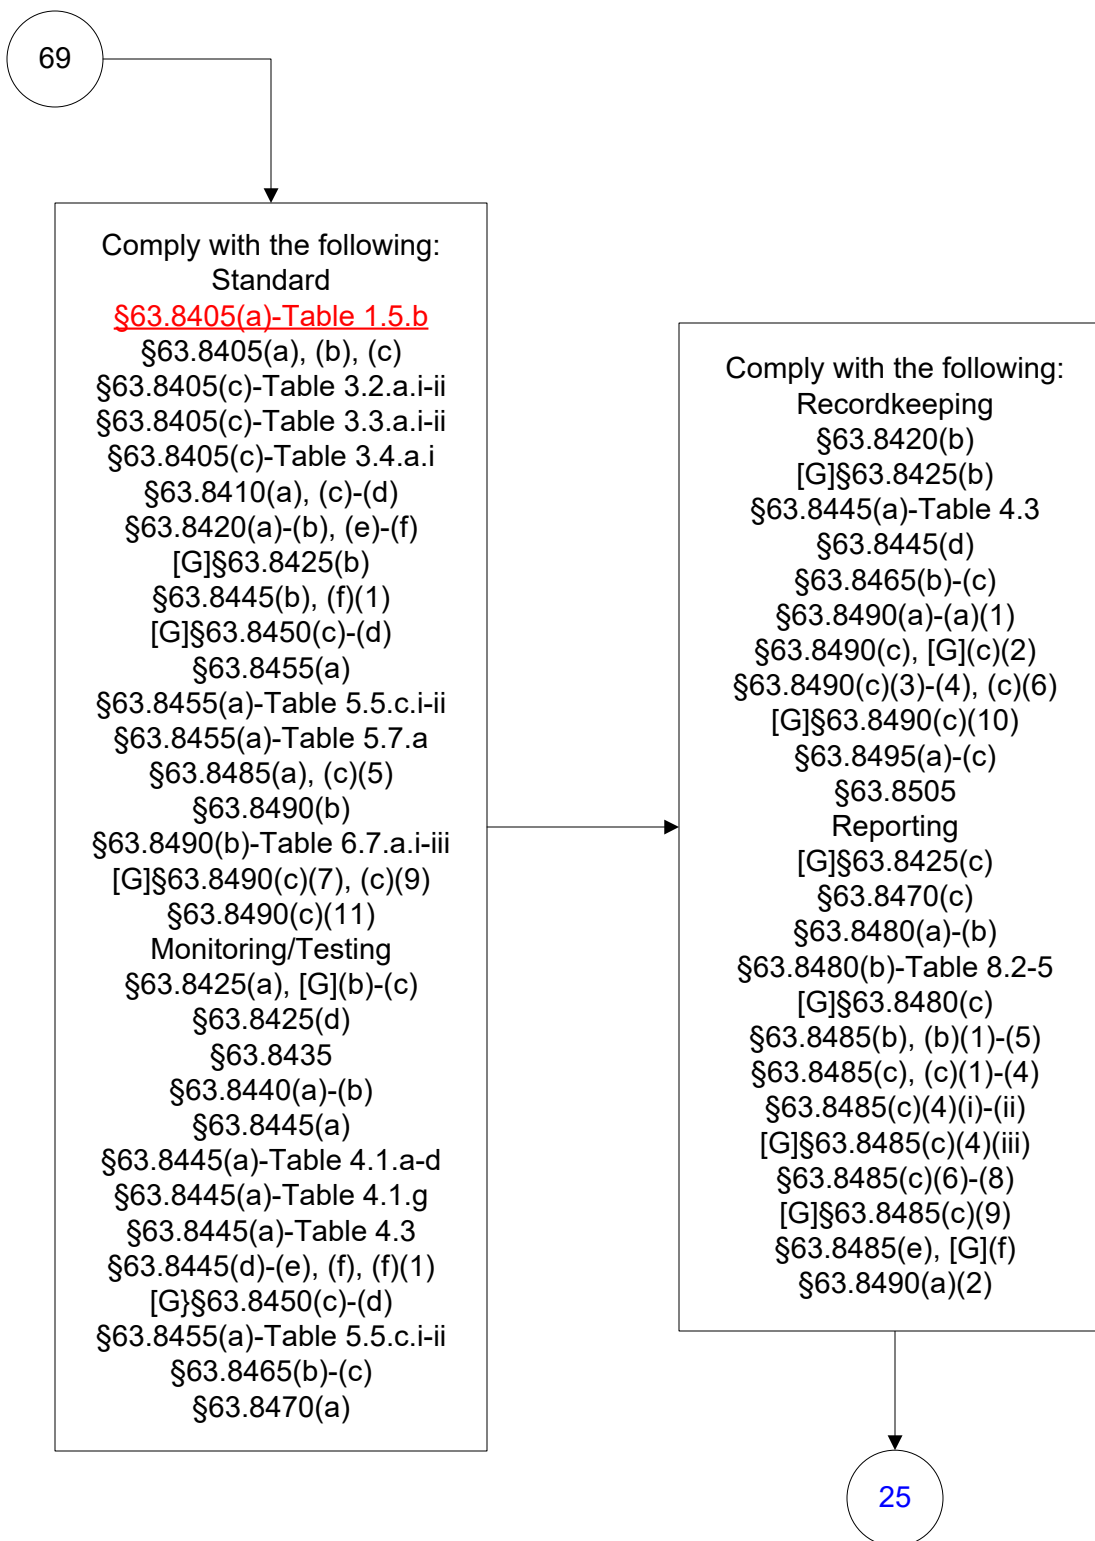 69
Comply with the following:
Standard
§63.8405(a)-Table 1.5.b
§63.8405(a), (b), (c)
§63.8405(c)-Table 3.2.a.i-ii
§63.8405(c)-Table 3.3.a.i-ii
§63.8405(c)-Table 3.4.a.i
§63.8410(a), (c)-(d)
§63.8420(a)-(b), (e)-(f)
[G]§63.8425(b)
§63.8445(b), (f)(1)
[G]§63.8450(c)-(d)
§63.8455(a)
§63.8455(a)-Table 5.5.c.i-ii
§63.8455(a)-Table 5.7.a
§63.8485(a), (c)(5)
§63.8490(b)
§63.8490(b)-Table 6.7.a.i-iii
[G]§63.8490(c)(7), (c)(9)
§63.8490(c)(11)
Monitoring/Testing
§63.8425(a), [G](b)-(c)
§63.8425(d)
§63.8435
§63.8440(a)-(b)
§63.8445(a)
§63.8445(a)-Table 4.1.a-d
§63.8445(a)-Table 4.1.g
§63.8445(a)-Table 4.3
§63.8445(d)-(e), (f), (f)(1)
[G}§63.8450(c)-(d)
§63.8455(a)-Table 5.5.c.i-ii
§63.8465(b)-(c)
§63.8470(a)
Comply with the following:
Recordkeeping
§63.8420(b)
[G]§63.8425(b)
§63.8445(a)-Table 4.3
§63.8445(d)
§63.8465(b)-(c)
§63.8490(a)-(a)(1)
§63.8490(c), [G](c)(2)
§63.8490(c)(3)-(4), (c)(6)
[G]§63.8490(c)(10)
§63.8495(a)-(c)
§63.8505
Reporting
[G]§63.8425(c)
§63.8470(c)
§63.8480(a)-(b)
§63.8480(b)-Table 8.2-5
[G]§63.8480(c)
§63.8485(b), (b)(1)-(5)
§63.8485(c), (c)(1)-(4)
§63.8485(c)(4)(i)-(ii)
[G]§63.8485(c)(4)(iii)
§63.8485(c)(6)-(8)
[G]§63.8485(c)(9)
§63.8485(e), [G](f)
§63.8490(a)(2)
25